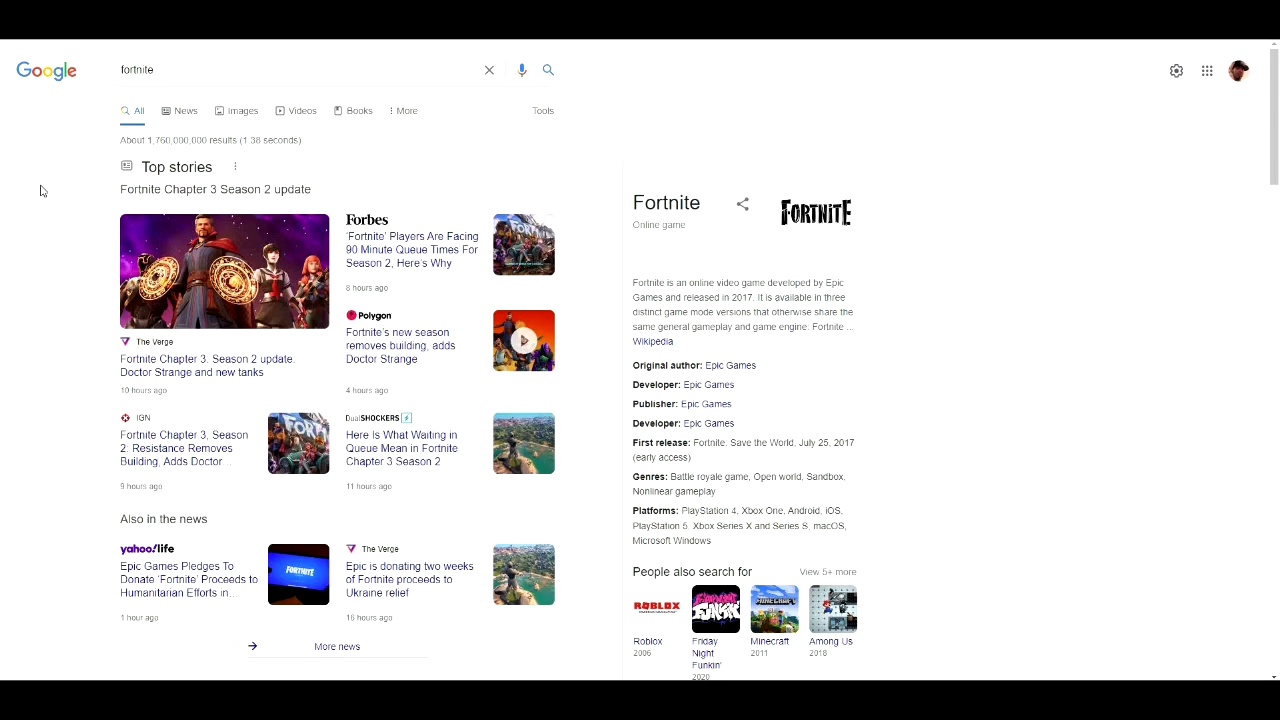 Google
fortnite
All
News
Images
Videos
Books
More
Tools
About 1,760,000,000 results (1.38 seconds)
Top stories
Fortnite Chapter 3 Season 2 update
The Verge
Fortnite Chapter 3. Season 2 update.
Doctor Strange and new tanks
10 hours ago
Forbes
'Fortnite' Players Are Facing
90 Minute Queue Times For
Season 2, Here's Why
8 hours ago
Polygon
Fortnite's new season
removes building, adds
Doctor Strange
4 hours ago
IGN
Fortnite Chapter 3, Season
2: Resistance Removes
Building, Adds Doctor...
9 hours ago
DualSHOCKERS
Here Is What Waiting in
Queue Mean in Fortnite
Chapter 3 Season 2
11 hours ago
Also in the news
yahoo!life
Epic Games Pledges To
Donate 'Fortnite' Proceeds to
Humanitarian Efforts in...
1 hour ago
FORTNITE
The Verge
Epic is donating two weeks
of Fortnite proceeds to
Ukraine relief
16 hours ago
More news
Fortnite
Online game
FORTNITE
Fortnite is an online video game developed by Epic
Games and released in 2017. It is available in three
distinct game mode versions that otherwise share the
same general gameplay and game engine: Fortnite ...
Wikipedia
Original author: Epic Games
Developer: Epic Games
Publisher: Epic Games
Developer: Epic Games
First release: Fortnite: Save the World, July 25, 2017
(early access)
Genres: Battle royale game, Open world, Sandbox,
Nonlinear gameplay
Platforms: PlayStation 4, Xbox One, Android, iOS,
PlayStation 5, Xbox Series X and Series S, macOS,
Microsoft Windows
People also search for
View 5+ more
ROBLOX
Roblox
2006
FRIDAY NIGHT FUNKIN'
Friday
Night
Funkin'
2020
MINECRAFT
Minecraft
2011
Among Us
2018